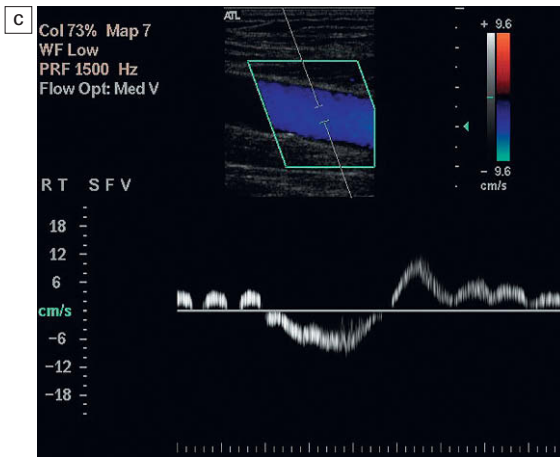 C
Col 73% Map 7
WF Low
PRF 1500 Hz
Flow Opt: Med V
ATL
+ 9.6
- 9.6
cm/s
RT SFV
18
12
6
cm/s
-6
-12
-18